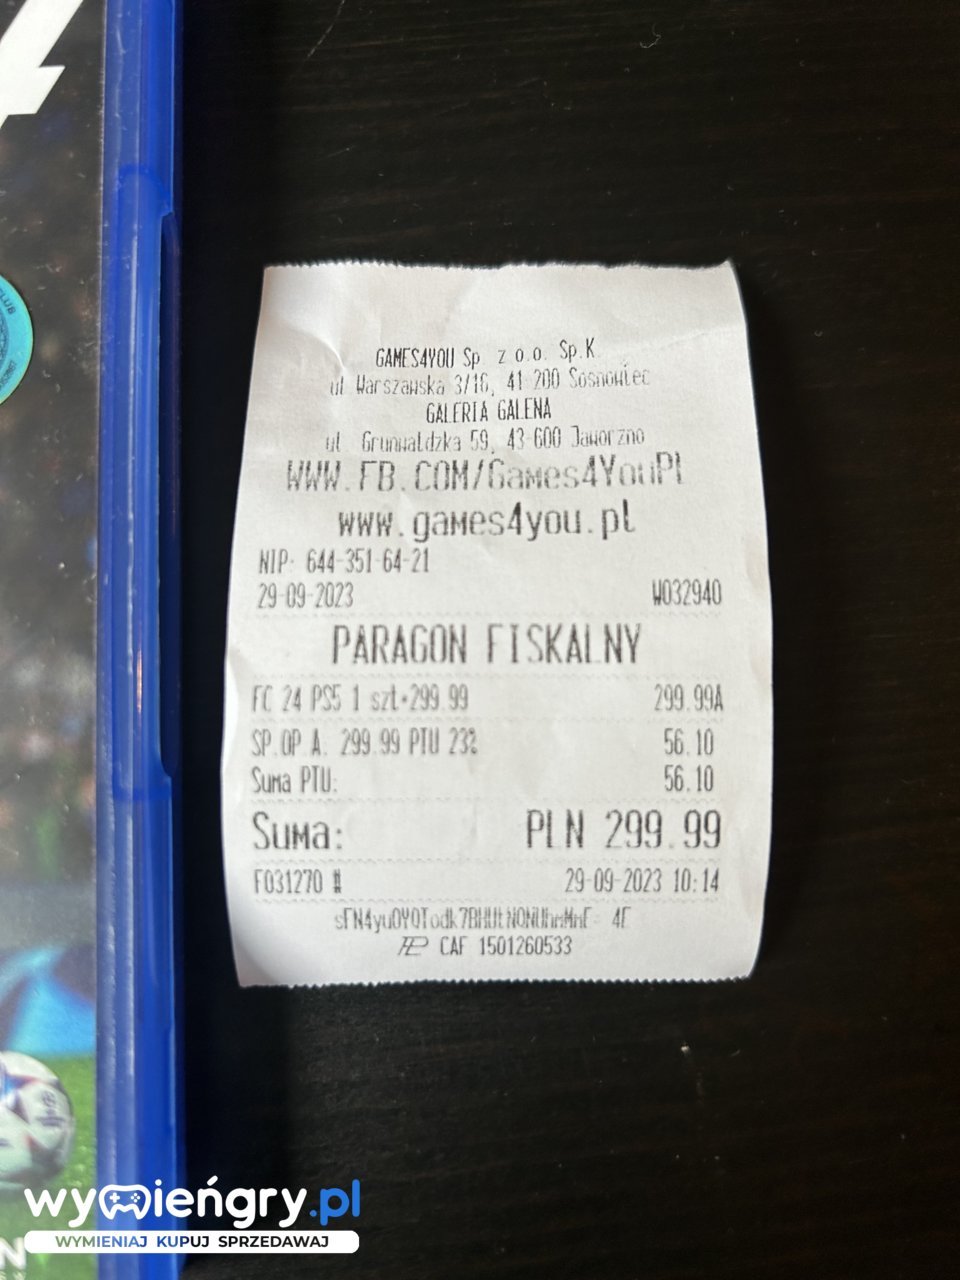 GAMES4YOU Sp. z o.o. Sp.K.
ul. Warszawska 3/16, 41-200 Sosnowiec
GALERIA GALENA
ul. Grunwaldzka 59, 43-600 Jaworzno
WWW.FB.COM/Games4YouPl
www.games4you.pl
NIP: 644-351-64-21
29-09-2023 W032940
PARAGON FISKALNY
FC 24 PS5 1 szt*299.99 299.99A
SP.OP.A: 299.99 PTU 23% 56.10
Suma PTU: 56.10
Suma: PLN 299.99
F031270 # 29-09-2023 10:14
CAF 1501260533
wymieńgry.pl
WYMIENIAJ KUPUJ SPRZEDAWAJ